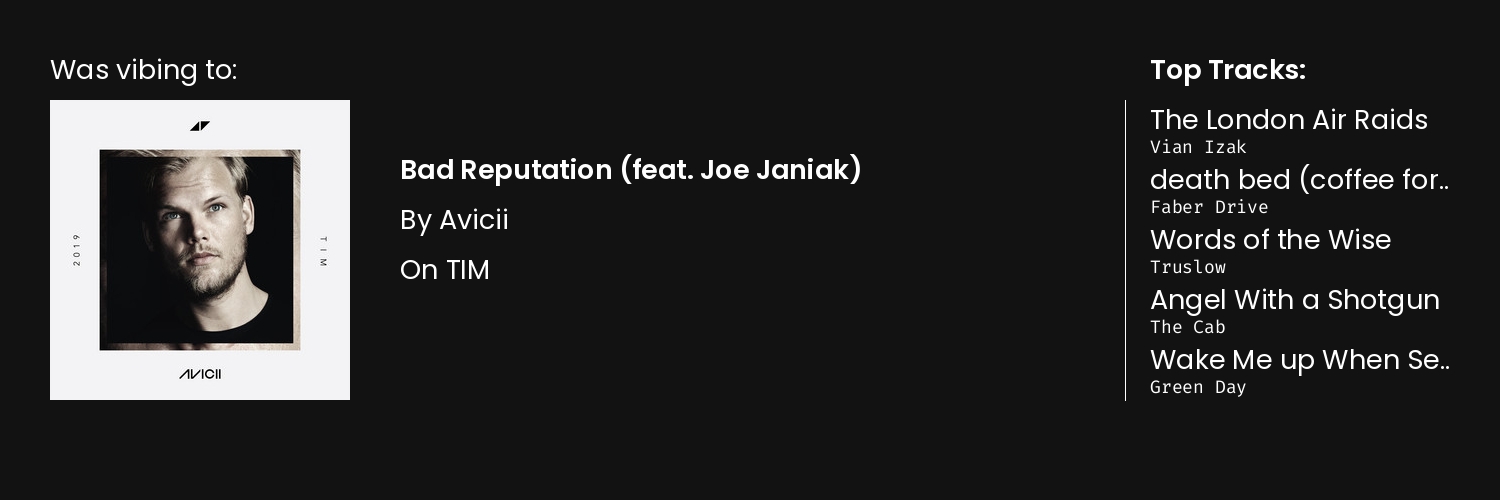 Was vibing to:
2019
TIM
AVICII
Bad Reputation (feat. Joe Janiak)
By Avicii
On TIM
Top Tracks:
The London Air Raids
Vian Izak
death bed (coffee for..
Faber Drive
Words of the Wise
Truslow
Angel With a Shotgun
The Cab
Wake Me up When Se..
Green Day